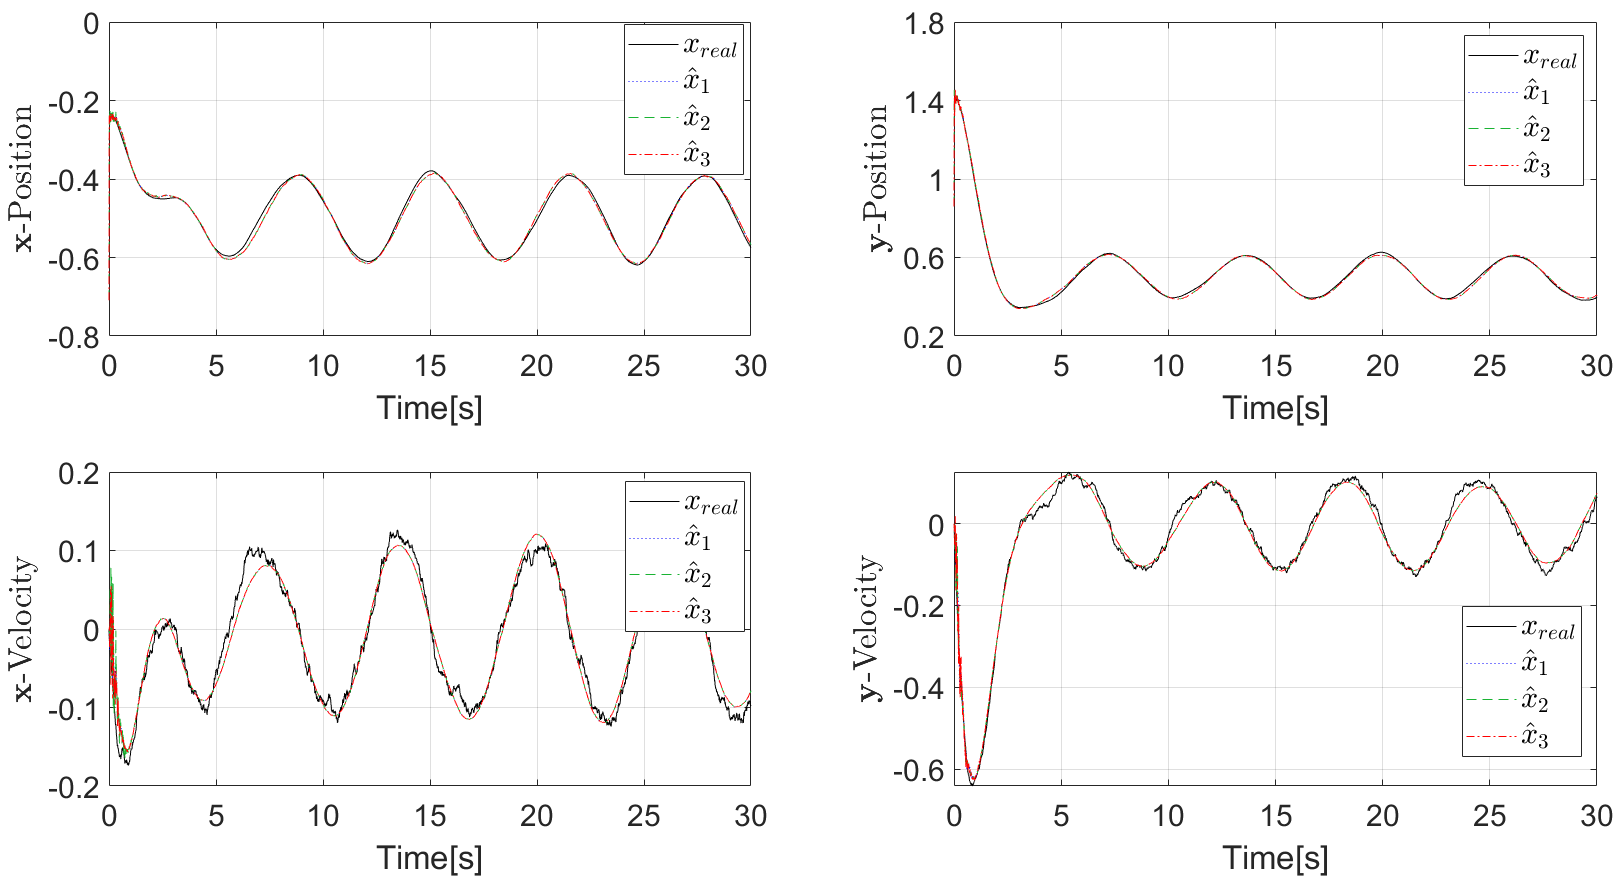 0
-0.2
-0.4
-0.6
-0.8
0 5 10 15 20 25 30
Time[s]
x-Position
x_real
x̂_1
x̂_2
x̂_3
1.8
1.4
1
0.6
0.2
0 5 10 15 20 25 30
Time[s]
y-Position
x_real
x̂_1
x̂_2
x̂_3
0.2
0.1
0
-0.1
-0.2
0 5 10 15 20 25 30
Time[s]
x-Velocity
x_real
x̂_1
x̂_2
x̂_3
0
-0.2
-0.4
-0.6
0 5 10 15 20 25 30
Time[s]
y-Velocity
x_real
x̂_1
x̂_2
x̂_3